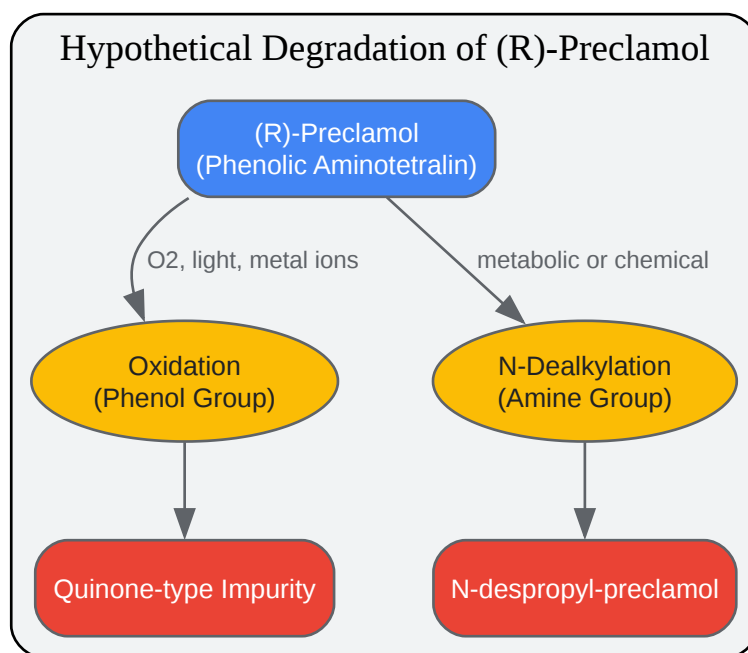 Hypothetical Degradation of (R)-Preclamol
(R)-Preclamol
(Phenolic Aminotetralin)
O2, light, metal ions
metabolic or chemical
Oxidation
(Phenol Group)
N-Dealkylation
(Amine Group)
Quinone-type Impurity
N-despropyl-preclamol